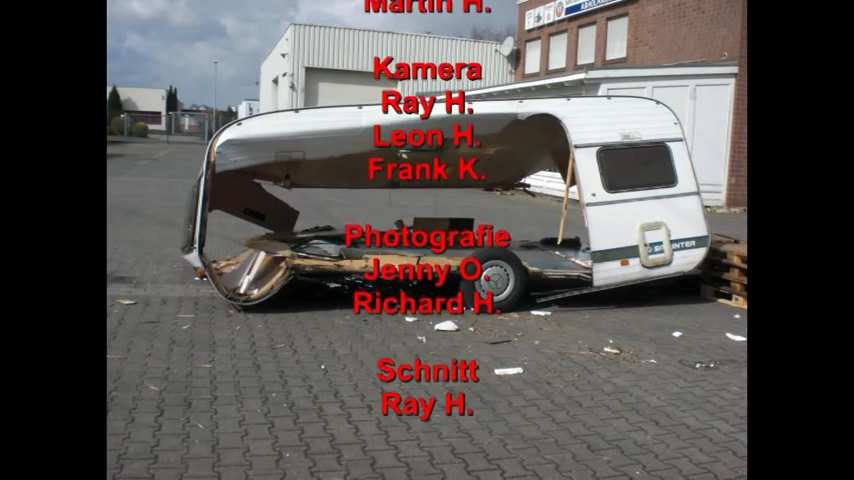 Martin H.
Kamera
Ray H.
Leon H.
Frank K.
Photografie
Jenny O.
Richard H.
Schnitt
Ray H.